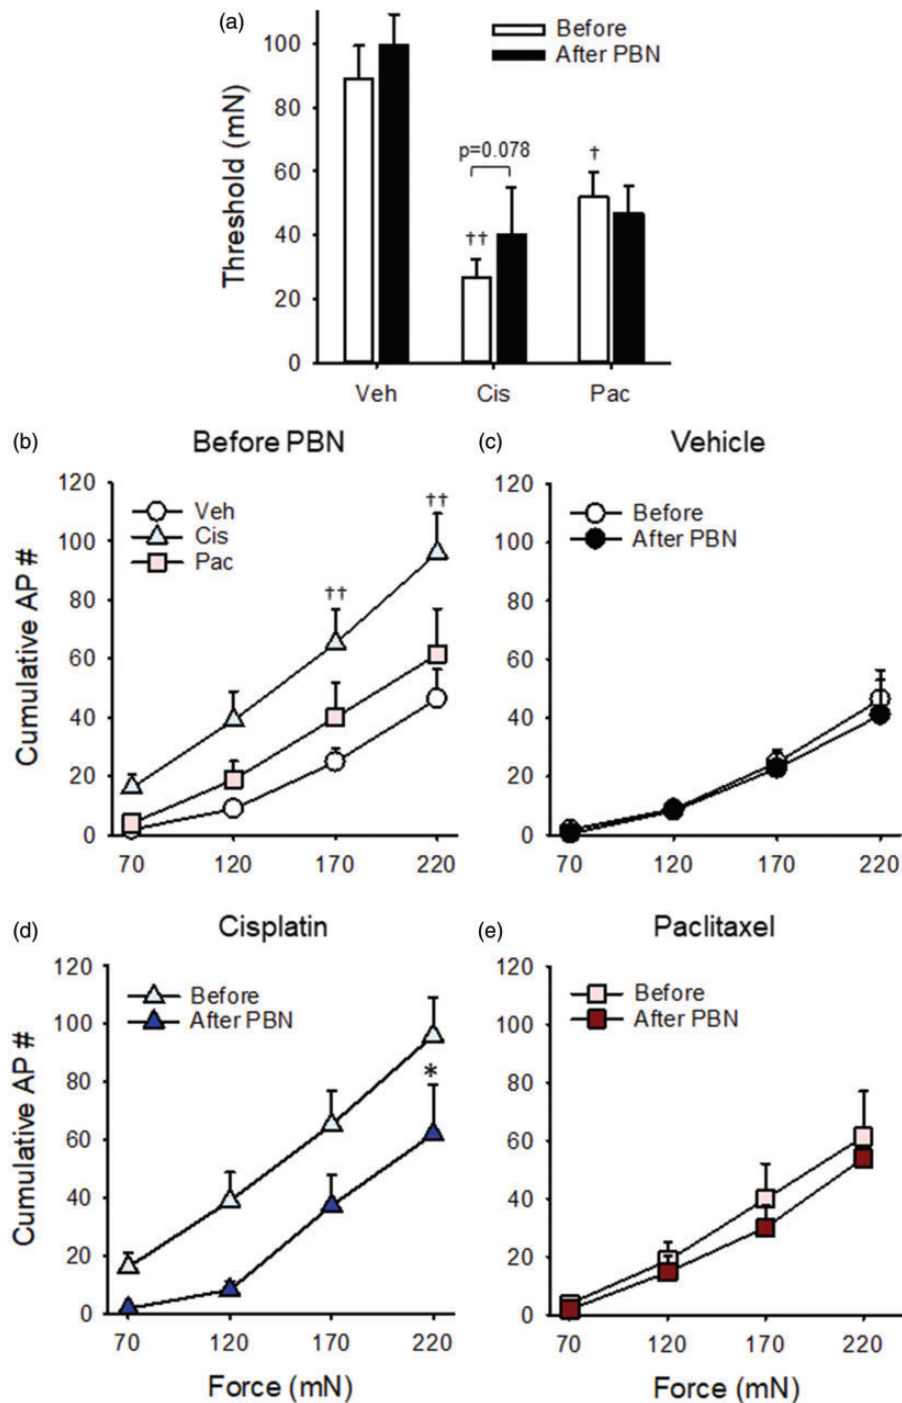 (a)
Threshold (mN)
100
80
60
40
20
0
Before
After PBN
p=0.078
††
†
Veh Cis Pac
(b) Before PBN
Cumulative AP #
120
100
80
60
40
20
0
Veh
Cis
Pac
††
††
70 120 170 220
(c) Vehicle
120
100
80
60
40
20
0
Before
After PBN
70 120 170 220
(d) Cisplatin
Cumulative AP #
120
100
80
60
40
20
0
Before
After PBN
*
70 120 170 220
Force (mN)
(e) Paclitaxel
120
100
80
60
40
20
0
Before
After PBN
70 120 170 220
Force (mN)